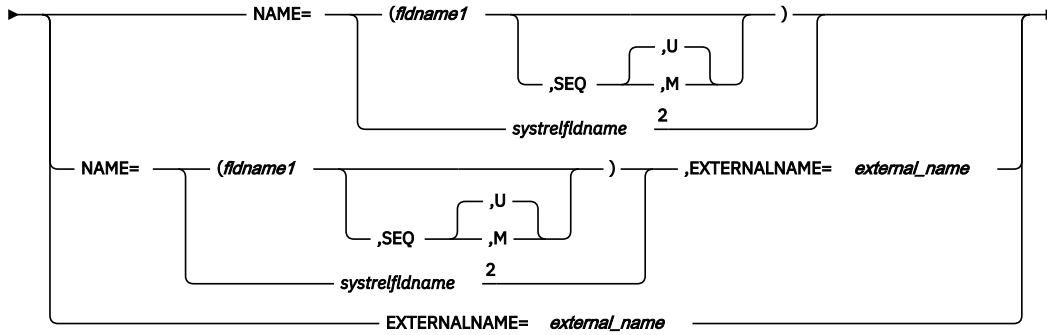 NAME= (fldname1 )
,U
,SEQ ,M
systrelfldname 2
NAME= (fldname1 ) ,EXTERNALNAME= external_name
,U
,SEQ ,M
systrelfldname 2
EXTERNALNAME= external_name